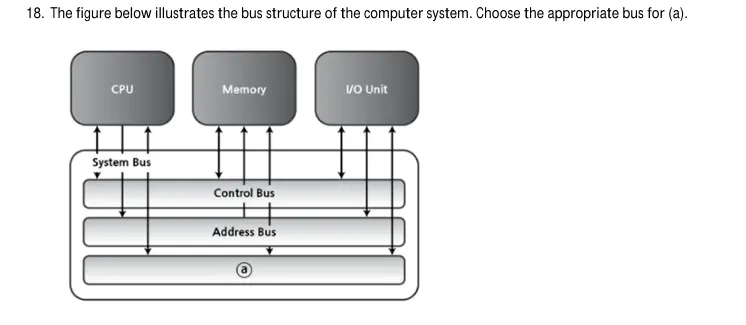 18. The figure below illustrates the bus structure of the computer system. Choose the appropriate bus for (a).
CPU
Memory
I/O Unit
System Bus
Control Bus
Address Bus
ⓐ